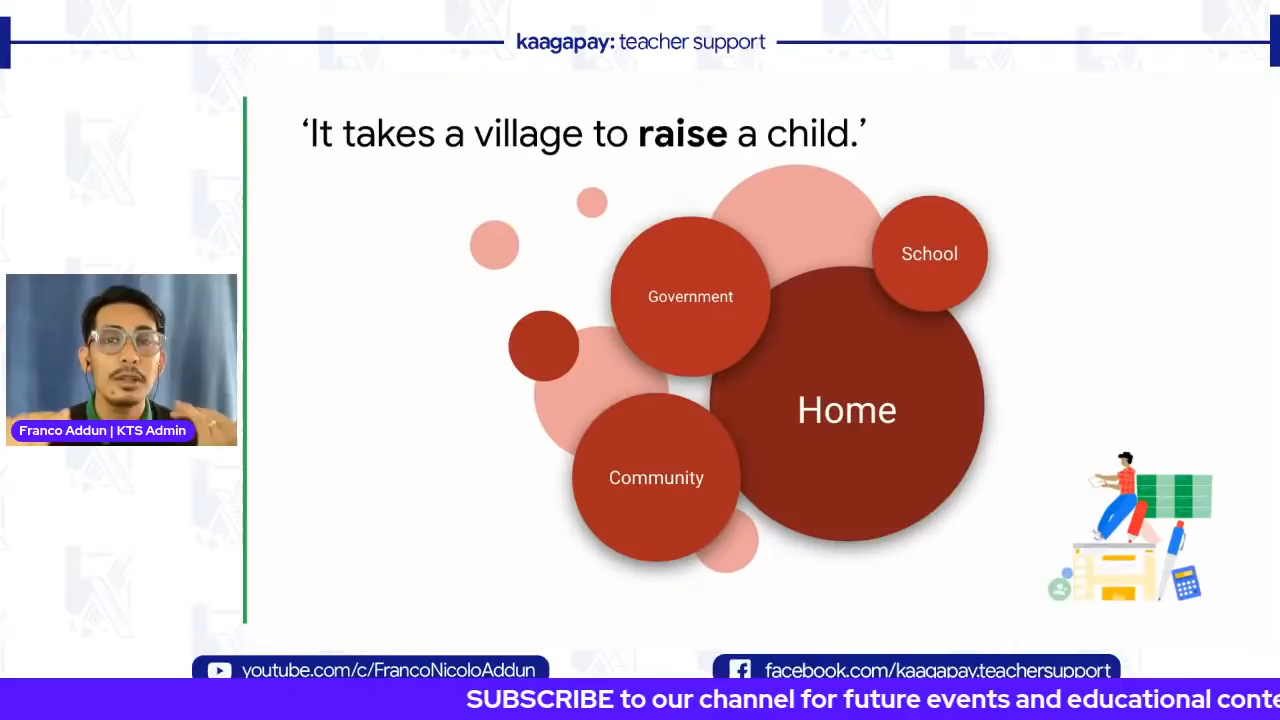 kaagapay: teacher support
‘It takes a village to raise a child.’
School
Government
Home
Community
Franco Addun | KTS Admin
youtube.com/c/FrancoNicoloAddun
facebook.com/kaagapay.teachersupport
SUBSCRIBE to our channel for future events and educational conte